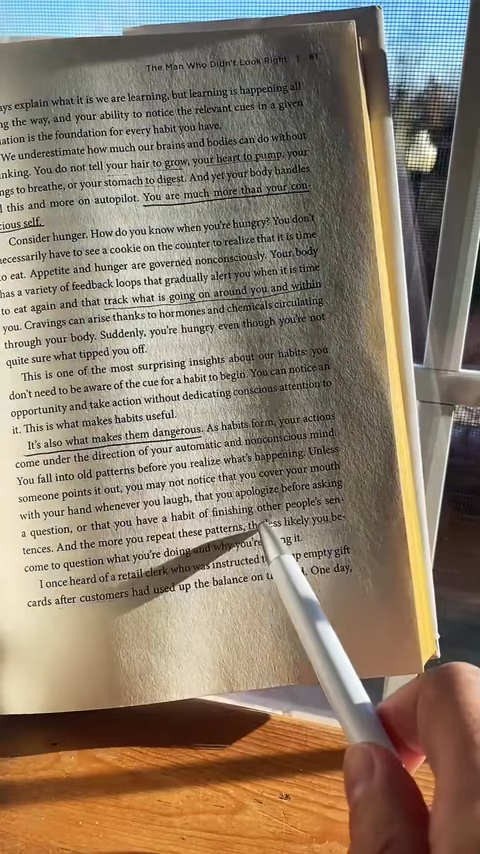 The Man Who Didn't Look Right | 61
ays explain what it is we are learning, but learning is happening all
ng the way, and your ability to notice the relevant cues in a given
ation is the foundation for every habit you have.
We underestimate how much our brains and bodies can do without
nking. You do not tell your hair to grow, your heart to pump, your
ngs to breathe, or your stomach to digest. And yet your body handles
this and more on autopilot. You are much more than your con-
cious self.
Consider hunger. How do you know when you're hungry? You don't
necessarily have to see a cookie on the counter to realize that it is time
to eat. Appetite and hunger are governed nonconsciously. Your body
has a variety of feedback loops that gradually alert you when it is time
to eat again and that track what is going on around you and within
you. Cravings can arise thanks to hormones and chemicals circulating
through your body. Suddenly, you're hungry even though you're not
quite sure what tipped you off.
This is one of the most surprising insights about our habits: you
don't need to be aware of the cue for a habit to begin. You can notice an
opportunity and take action without dedicating conscious attention to
it. This is what makes habits useful.
It's also what makes them dangerous. As habits form, your actions
come under the direction of your automatic and nonconscious mind.
You fall into old patterns before you realize what's happening. Unless
someone points it out, you may not notice that you cover your mouth
with your hand whenever you laugh, that you apologize before asking
a question, or that you have a habit of finishing other people's sen-
tences. And the more you repeat these patterns, the less likely you be-
come to question what you're doing and why you're ing it.
I once heard of a retail clerk who was instructed empty gift
cards after customers had used up the balance on One day,